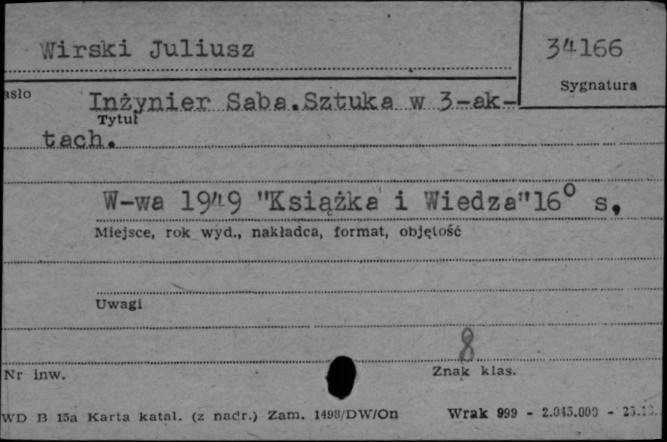 Wirski Juliusz
34166
Sygnatura
asło
Inżynier Saba.Sztuka w 3-ak-
Tytuł
tach.
W-wa 1949 "Książka i Wiedza" 16° s.
Miejsce, rok wyd., nakładca, format, objętość
Uwagi
8
Nr inw.
Znak klas.
WD B 15a Karta katal. (z nadr.) Zam. 1498/DW/On
Wrak 999 - 2.045.000 -